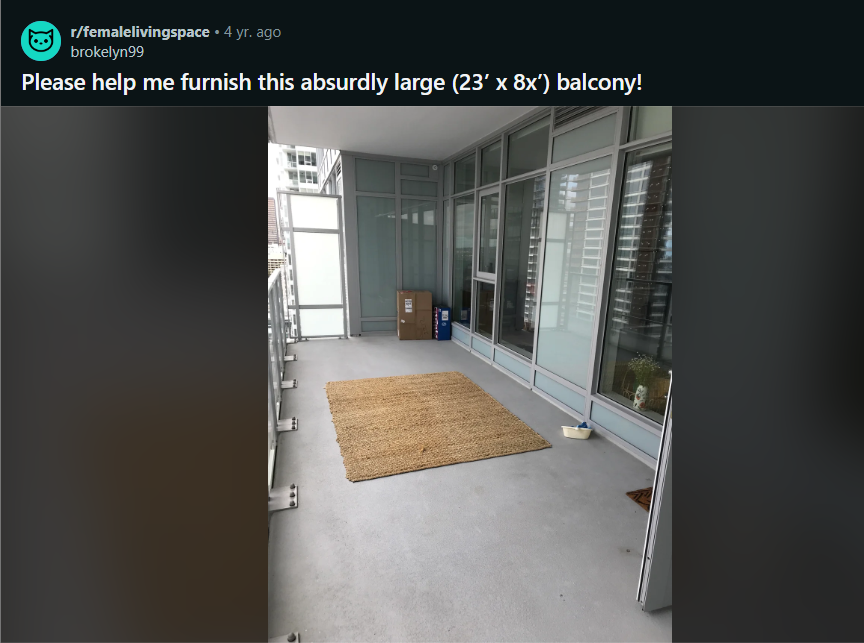 r/femalelivingspace • 4 yr. ago
brokelyn99
Please help me furnish this absurdly large (23’ x 8x’) balcony!